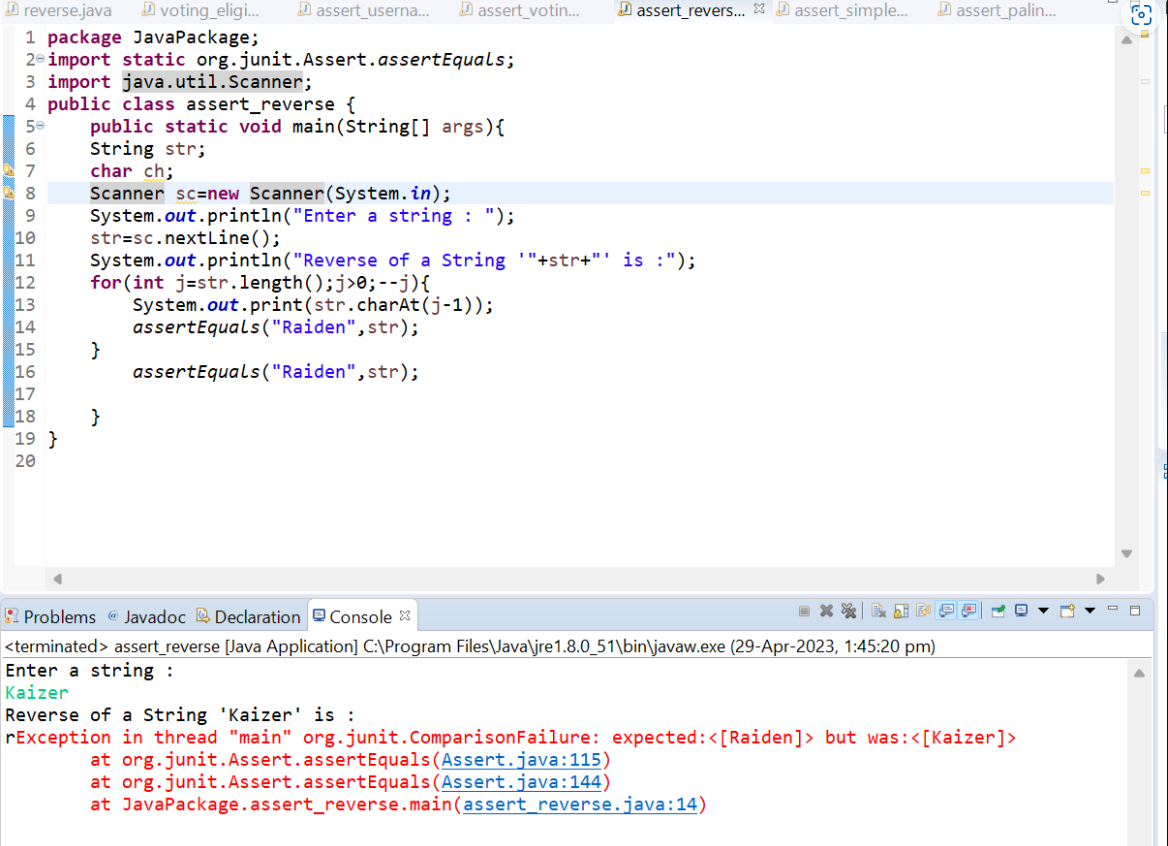 reverse.java voting_eligi... assert_userna... assert_votin... assert_revers... assert_simple... assert_palin...
1 package JavaPackage;
2 import static org.junit.Assert.assertEquals;
3 import java.util.Scanner;
4 public class assert_reverse {
5 public static void main(String[] args){
6 String str;
7 char ch;
8 Scanner sc=new Scanner(System.in);
9 System.out.println("Enter a string : ");
10 str=sc.nextLine();
11 System.out.println("Reverse of a String '"+str+"' is :");
12 for(int j=str.length();j>0;--j){
13 System.out.print(str.charAt(j-1));
14 assertEquals("Raiden",str);
15 }
16 assertEquals("Raiden",str);
17
18 }
19 }
20
Problems @ Javadoc Declaration Console
<terminated> assert_reverse [Java Application] C:\Program Files\Java\jre1.8.0_51\bin\javaw.exe (29-Apr-2023, 1:45:20 pm)
Enter a string :
Kaizer
Reverse of a String 'Kaizer' is :
rException in thread "main" org.junit.ComparisonFailure: expected:<[Raiden]> but was:<[Kaizer]>
at org.junit.Assert.assertEquals(Assert.java:115)
at org.junit.Assert.assertEquals(Assert.java:144)
at JavaPackage.assert_reverse.main(assert_reverse.java:14)